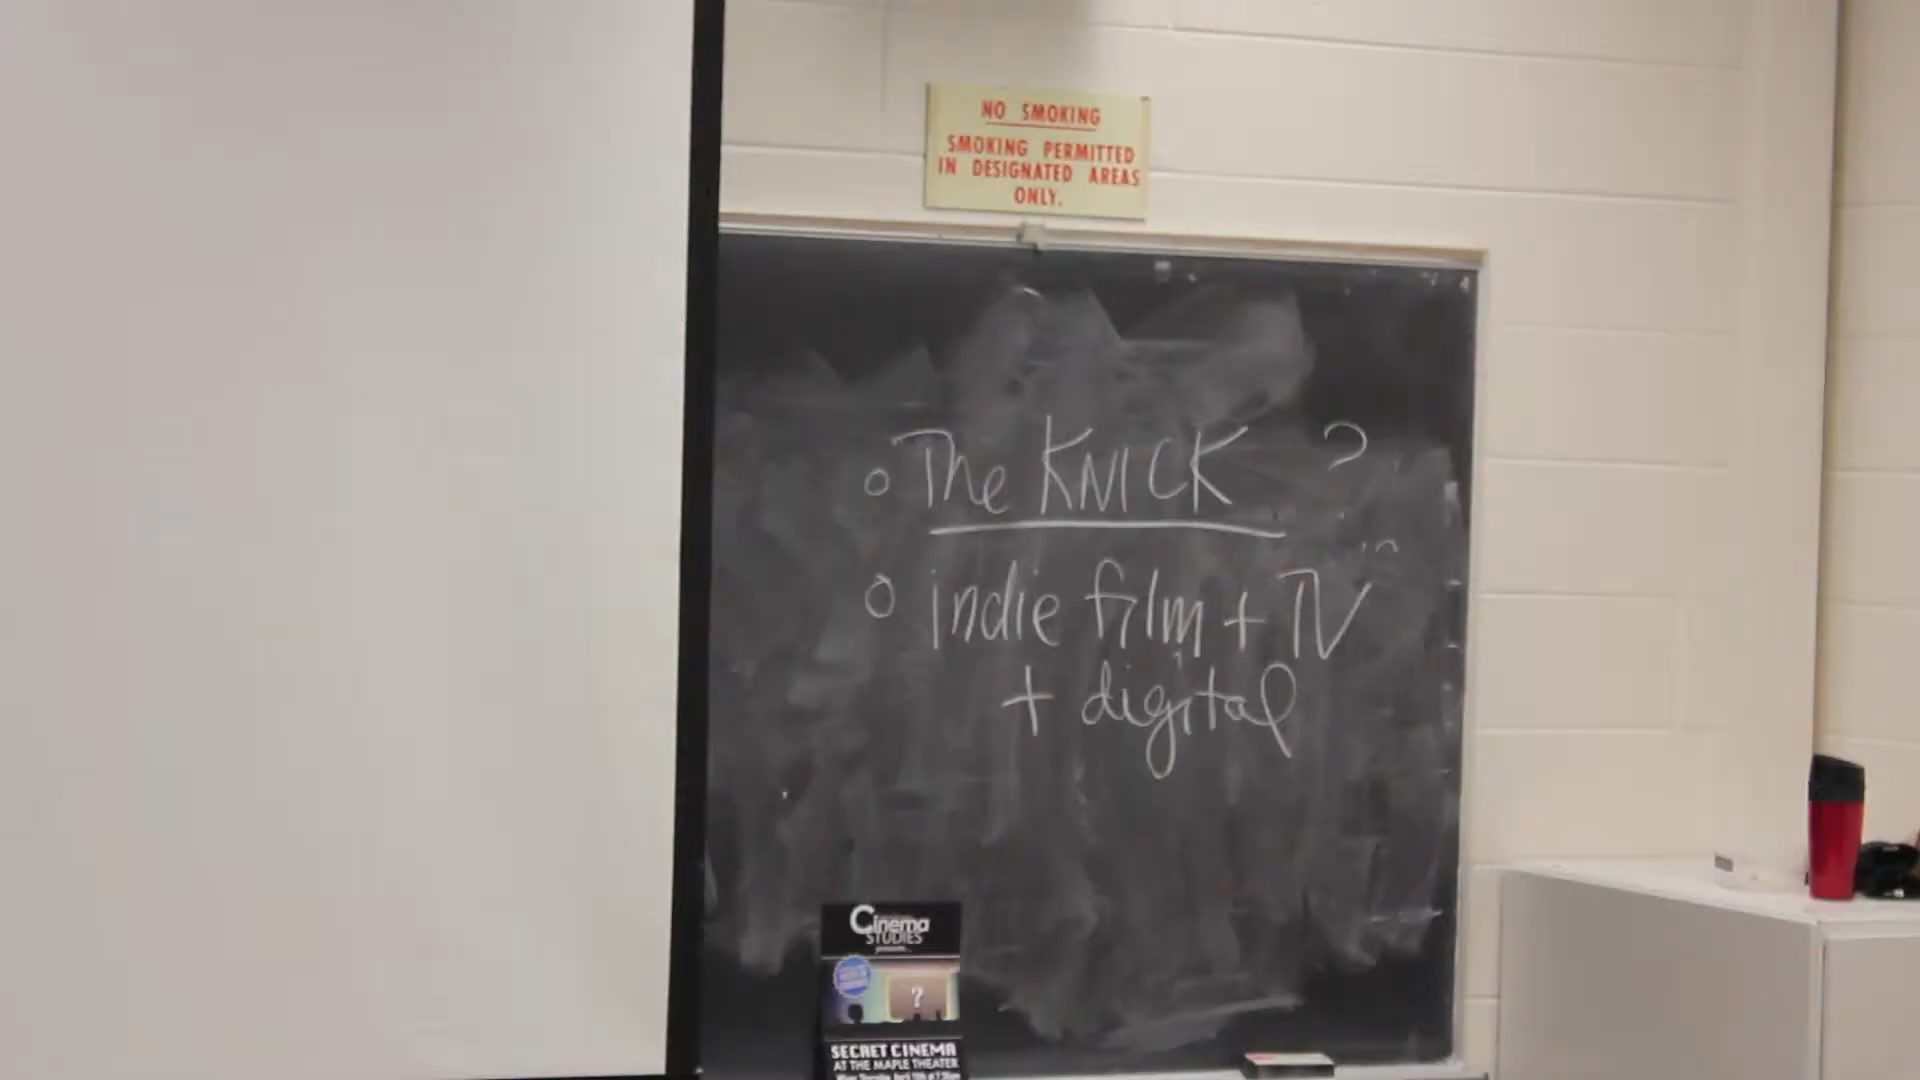 NO SMOKING
SMOKING PERMITTED
IN DESIGNATED AREAS
ONLY.
The KNICK ?
indie film + TV
+ digital
Cinema
STUDIES
presents...
?
SECRET CINEMA
AT THE MAPLE THEATER